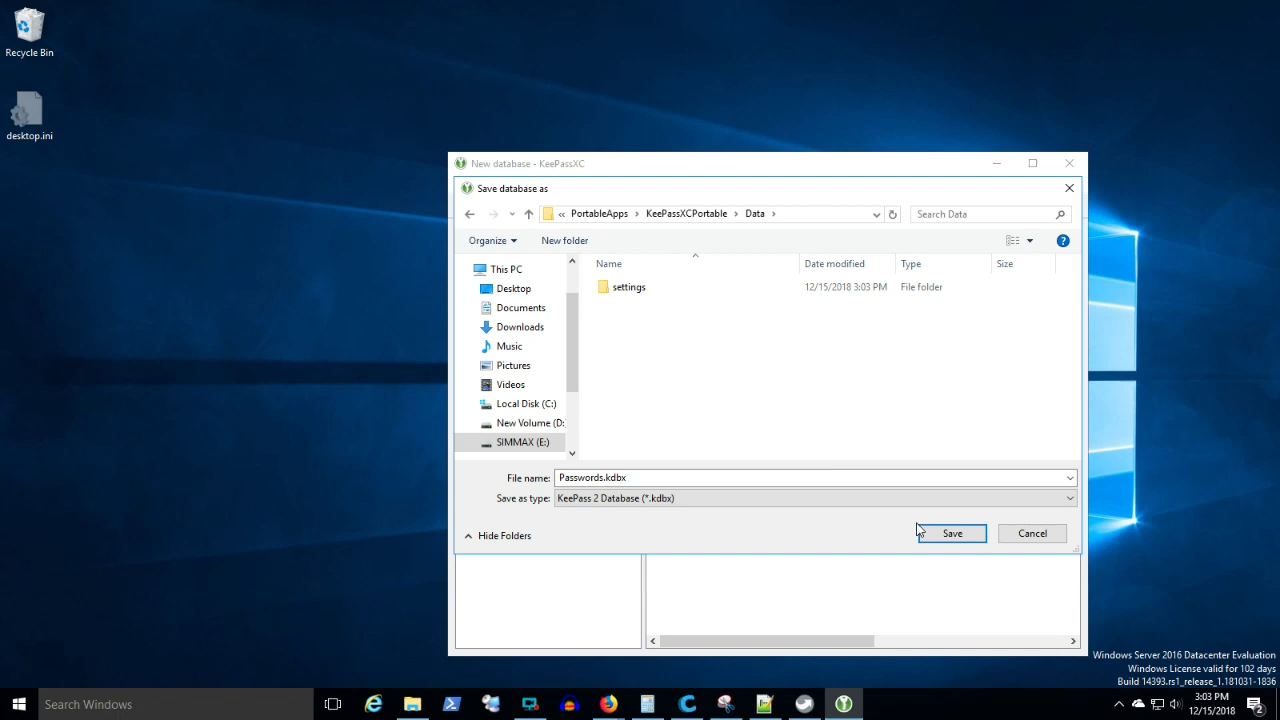 Recycle Bin
desktop.ini
New database - KeePassXC
Save database as
« PortableApps › KeePassXCPortable › Data ›
Search Data
Organize
New folder
This PC
Desktop
Documents
Downloads
Music
Pictures
Videos
Local Disk (C:)
New Volume (D:
SIMMAX (E:)
Name Date modified Type Size
settings 12/15/2018 3:03 PM File folder
File name: Passwords.kdbx
Save as type: KeePass 2 Database (*.kdbx)
Hide Folders
Save
Cancel
Windows Server 2016 Datacenter Evaluation
Windows License valid for 102 days
Build 14393.rs1_release_1.181031-1836
Search Windows
3:03 PM
12/15/2018
2